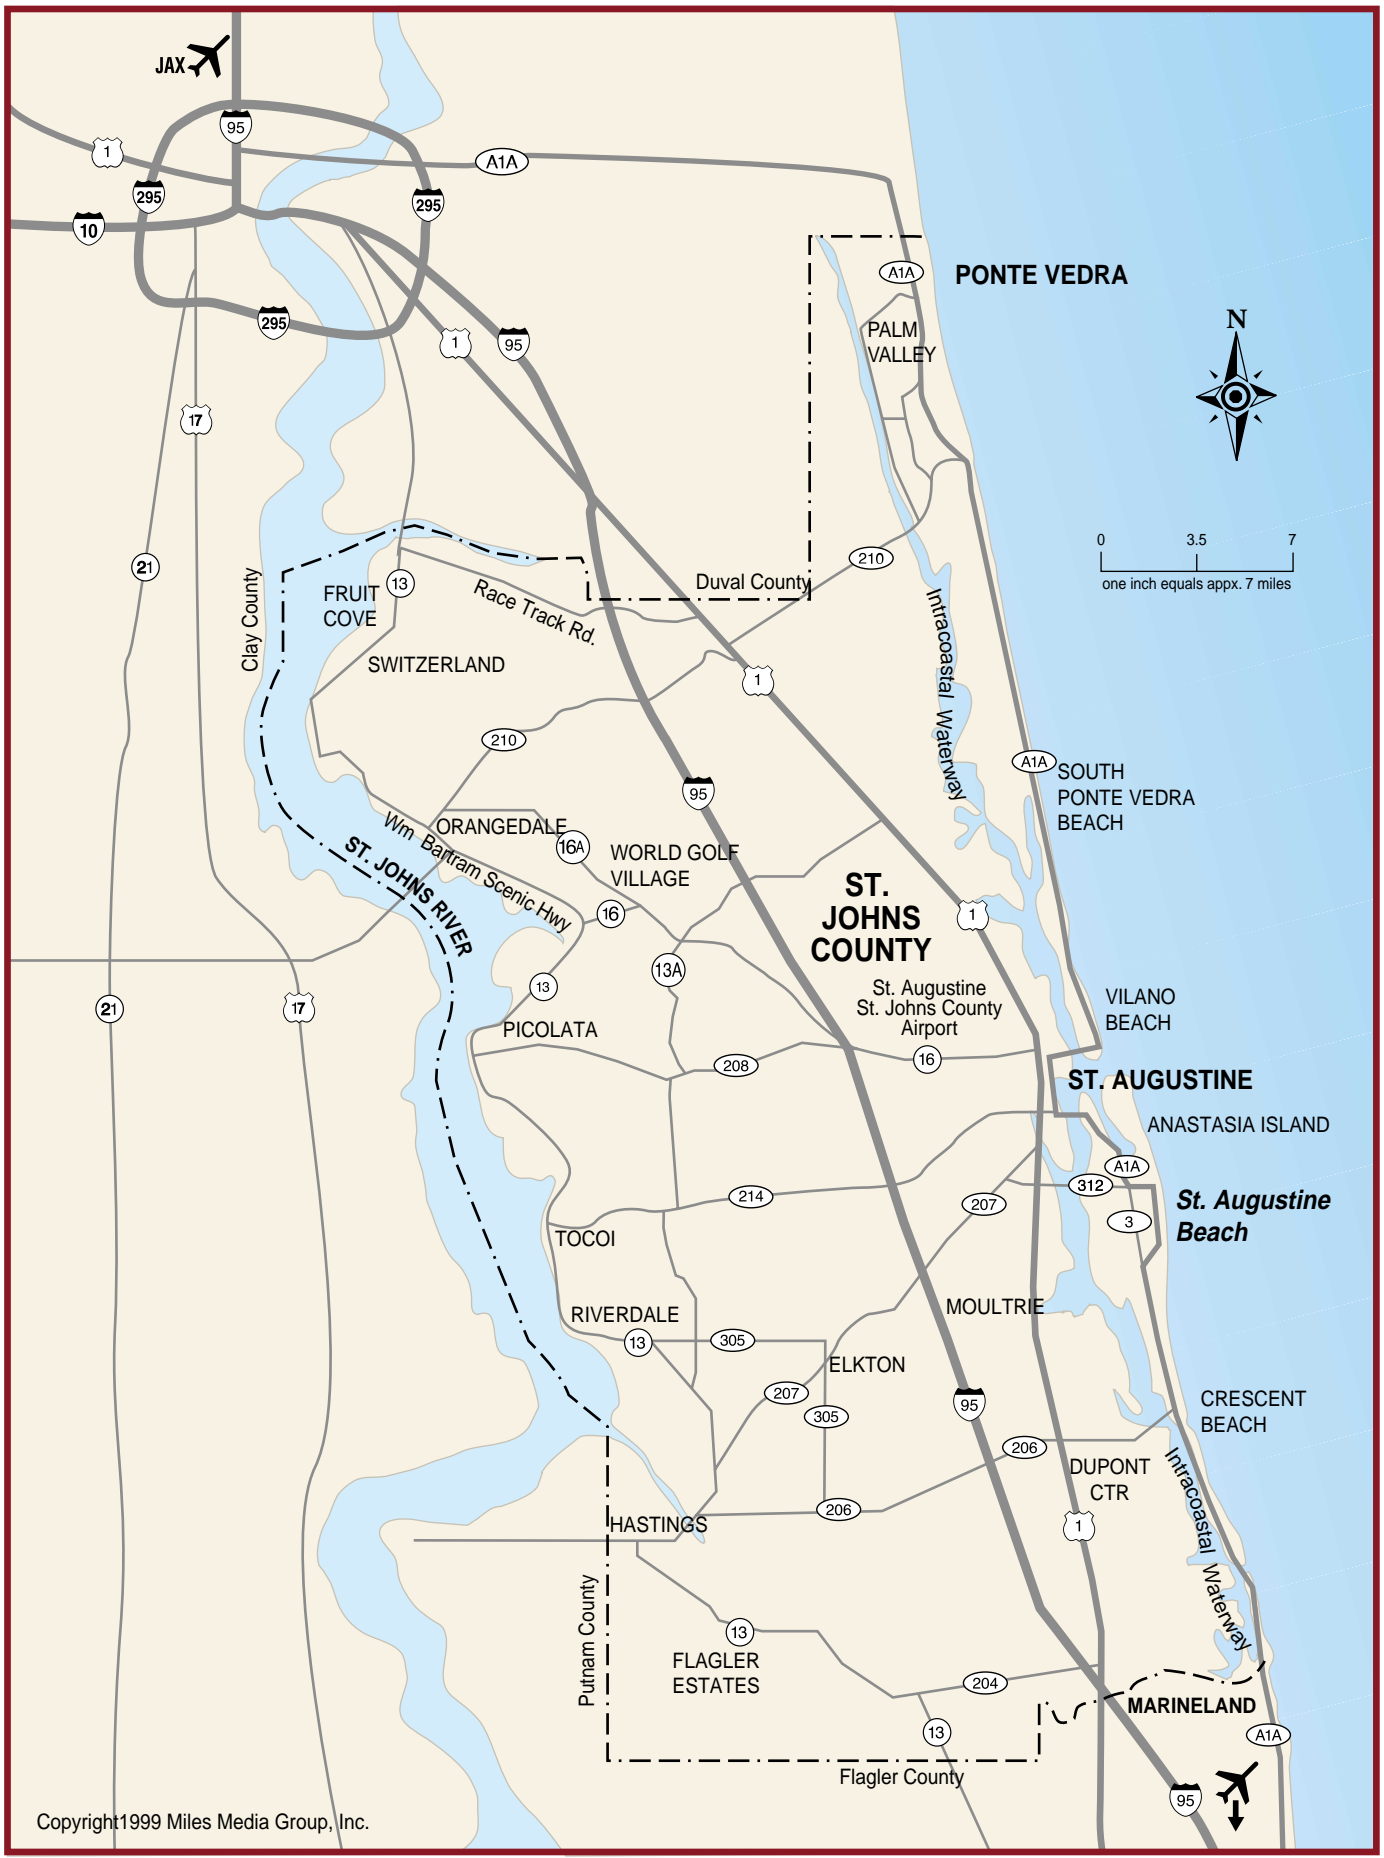 JAX
95
1
A1A
295
295
10
A1A
PONTE VEDRA
N
295
1
95
PALM
VALLEY
17
0 3.5 7
one inch equals appx. 7 miles
21
210
Duval County
13
FRUIT
COVE
Race Track Rd.
Clay County
Intracoastal Waterway
SWITZERLAND
1
210
A1A
SOUTH
PONTE VEDRA
BEACH
95
Wm Bartram Scenic Hwy
ORANGEDALE
16A
ST. JOHNS RIVER
WORLD GOLF
VILLAGE
ST.
JOHNS
COUNTY
16
1
13A
13
St. Augustine
St. Johns County
Airport
VILANO
BEACH
21
17
PICOLATA
208
16
ST. AUGUSTINE
ANASTASIA ISLAND
A1A
312
214
207
3
St. Augustine
Beach
TOCOI
RIVERDALE
MOULTRIE
13
305
ELKTON
207
305
95
CRESCENT
BEACH
206
DUPONT
CTR
Intracoastal Waterway
206
HASTINGS
1
Putnam County
13
FLAGLER
ESTATES
204
MARINELAND
13
A1A
Flagler County
95
Copyright1999 Miles Media Group, Inc.